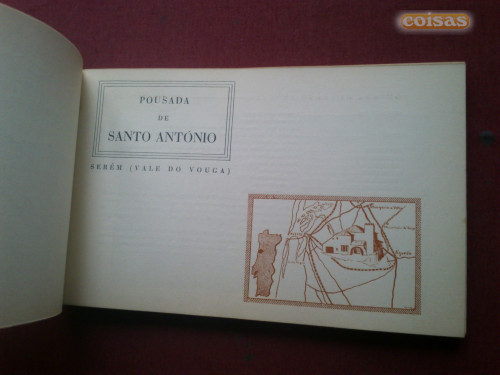 coisas
POUSADA
DE
SANTO ANTÓNIO
SERÉM (VALE DO VOUGA)